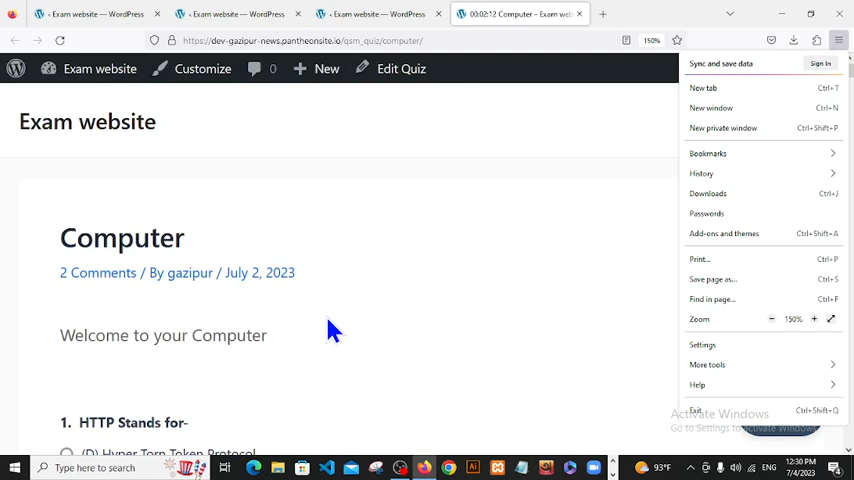 ‹ Exam website — WordPress
‹ Exam website — WordPress
‹ Exam website — WordPress
00:02:12 Computer – Exam web
https://dev-gazipur-news.pantheonsite.io/qsm_quiz/computer/
150%
Exam website
Customize
0
New
Edit Quiz
Exam website
Computer
2 Comments / By gazipur / July 2, 2023
Welcome to your Computer
1. HTTP Stands for-
(D) Hyper Torn Token Protocol
Sync and save data
Sign In
New tab Ctrl+T
New window Ctrl+N
New private window Ctrl+Shift+P
Bookmarks
History
Downloads Ctrl+J
Passwords
Add-ons and themes Ctrl+Shift+A
Print... Ctrl+P
Save page as... Ctrl+S
Find in page... Ctrl+F
Zoom 150%
Settings
More tools
Help
Exit Ctrl+Shift+Q
Activate Windows
Go to Settings to activate Windows.
Type here to search
93°F
ENG
12:30 PM
7/4/2023
4